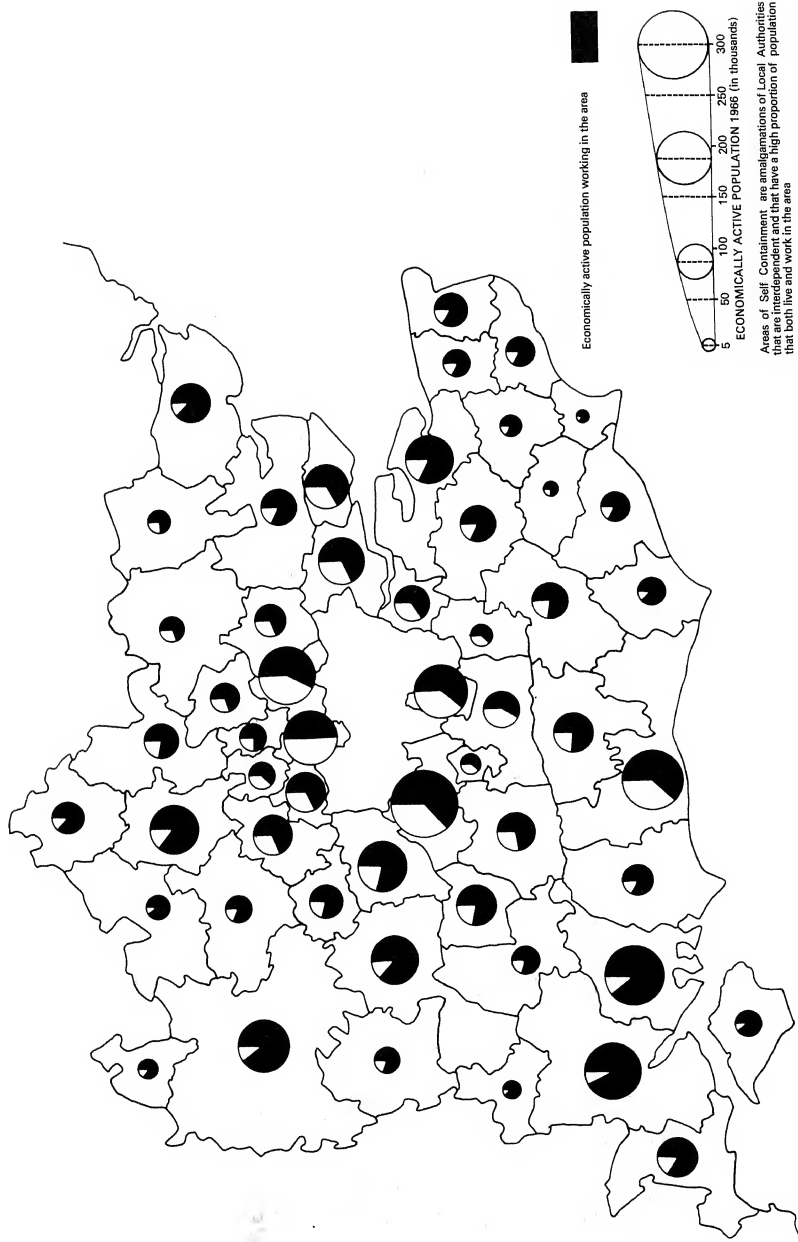 Economically active population working in the area
5 50 100 150 200 250 300
ECONOMICALLY ACTIVE POPULATION 1966 (in thousands)
Areas of Self Containment are amalgamations of Local Authorities
that are interdependent and that have a high proportion of population
that both live and work in the area